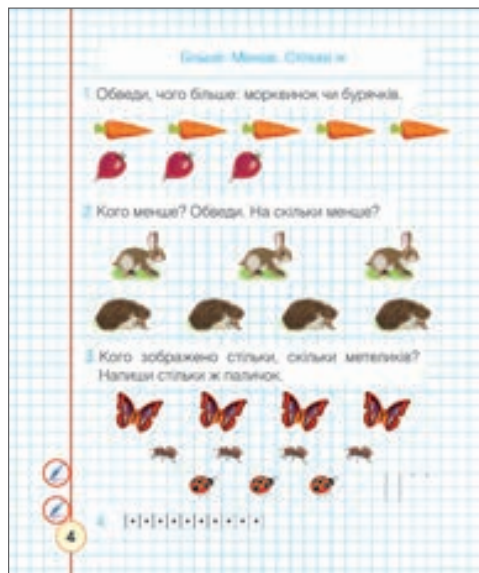 Більше. Менше. Стільки ж
1. Обведи, чого більше: морквинок чи бурячків.
2. Кого менше? Обведи. На скільки менше?
3. Кого зображено стільки, скільки метеликів?
Напиши стільки ж паличок.
4.
4